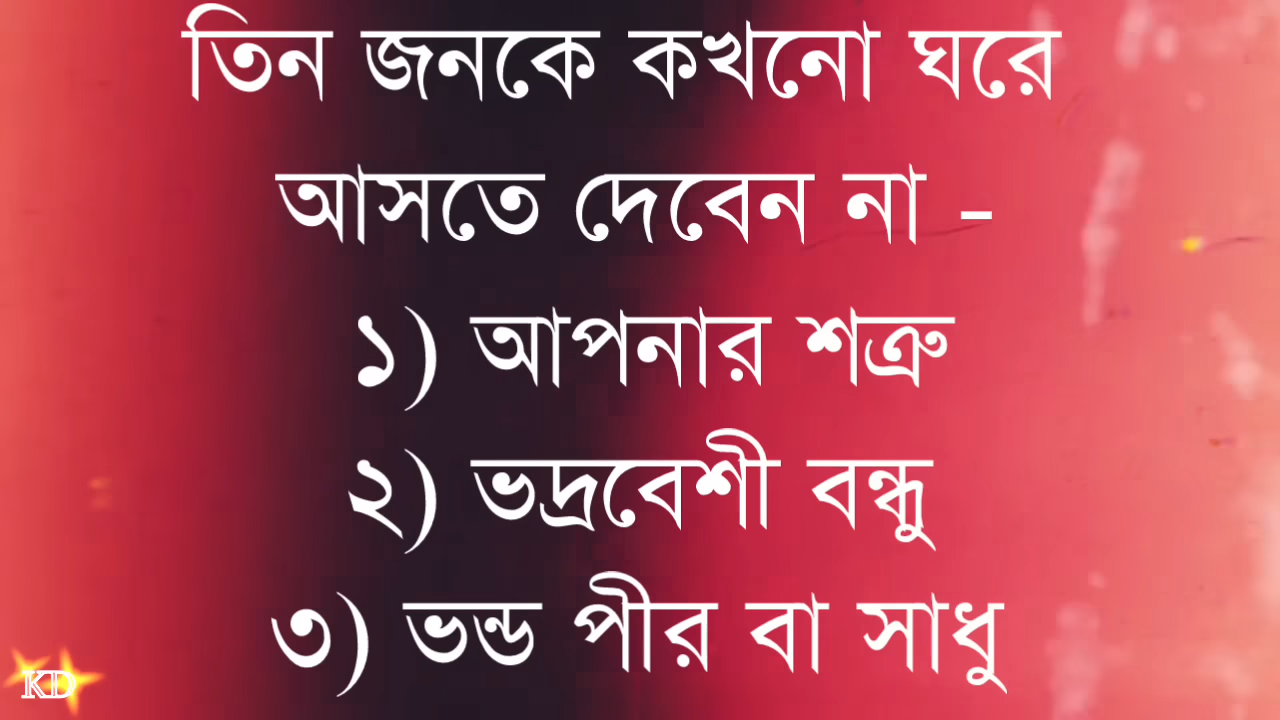 তিন জনকে কখনো ঘরে
আসতে দেবেন না -
১) আপনার শত্রু
২) ভদ্রবেশী বন্ধু
৩) ভন্ড পীর বা সাধু
KD